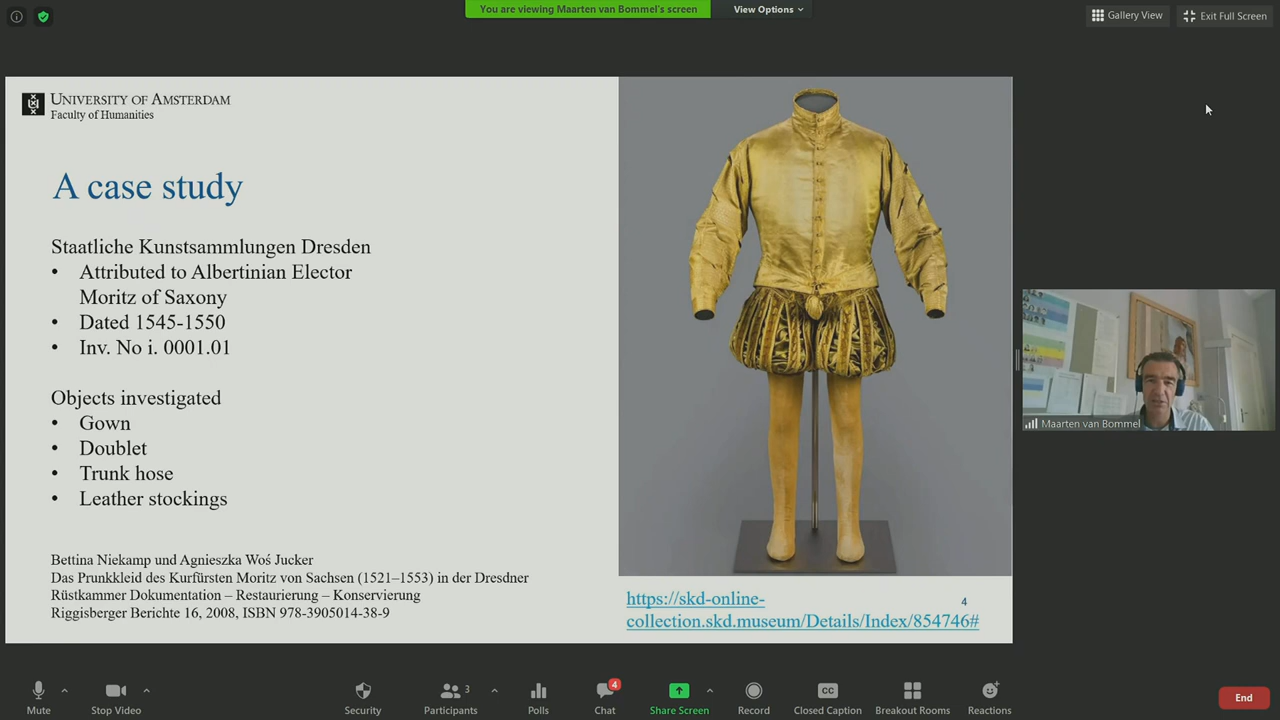 You are viewing Maarten van Bommel's screen
View Options
Gallery View
Exit Full Screen
UNIVERSITY OF AMSTERDAM
Faculty of Humanities
A case study
Staatliche Kunstsammlungen Dresden
• Attributed to Albertinian Elector
Moritz of Saxony
• Dated 1545-1550
• Inv. No i. 0001.01
Objects investigated
• Gown
• Doublet
• Trunk hose
• Leather stockings
Bettina Niekamp und Agnieszka Woś Jucker
Das Prunkkleid des Kurfürsten Moritz von Sachsen (1521–1553) in der Dresdner
Rüstkammer Dokumentation – Restaurierung – Konservierung
Riggisberger Berichte 16, 2008, ISBN 978-3905014-38-9
https://skd-online-
collection.skd.museum/Details/Index/854746#
4
Maarten van Bommel
Mute
Stop Video
Security
Participants 3
Polls
Chat 4
Share Screen
Record
CC
Closed Caption
Breakout Rooms
Reactions
End